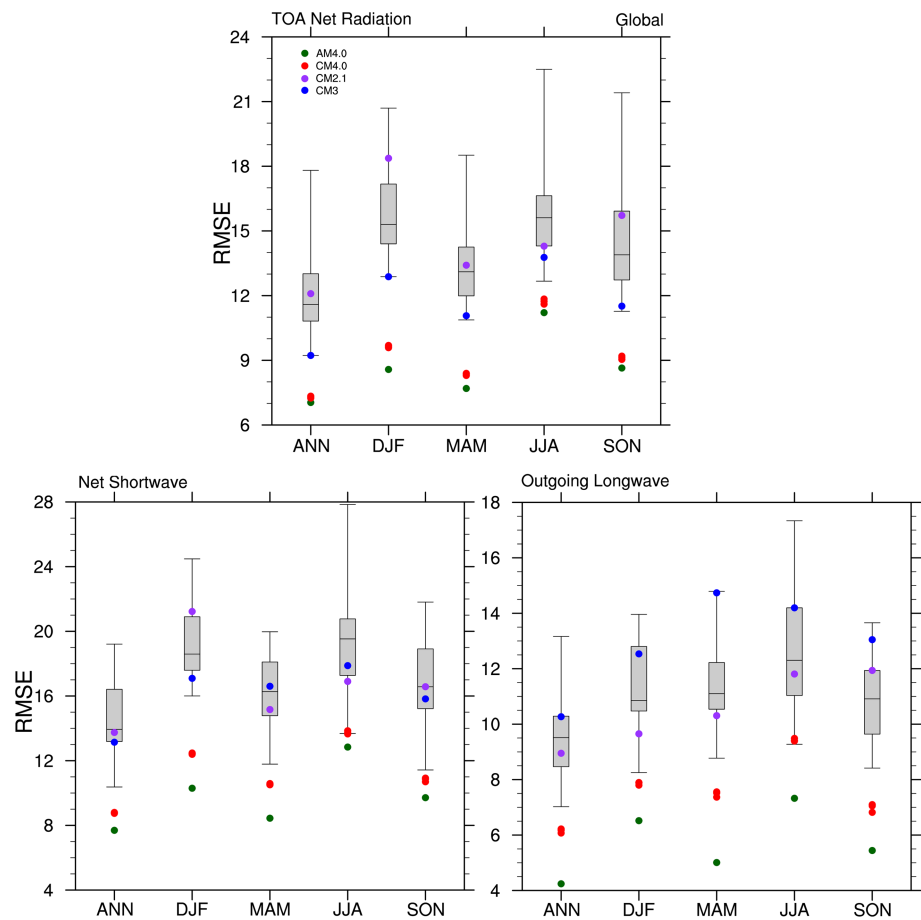 TOA Net Radiation Global
24
21
18
15
12
9
6
RMSE
AM4.0
CM4.0
CM2.1
CM3
ANN DJF MAM JJA SON
Net Shortwave
28
24
20
16
12
8
4
RMSE
ANN DJF MAM JJA SON
Outgoing Longwave
18
16
14
12
10
8
6
4
ANN DJF MAM JJA SON